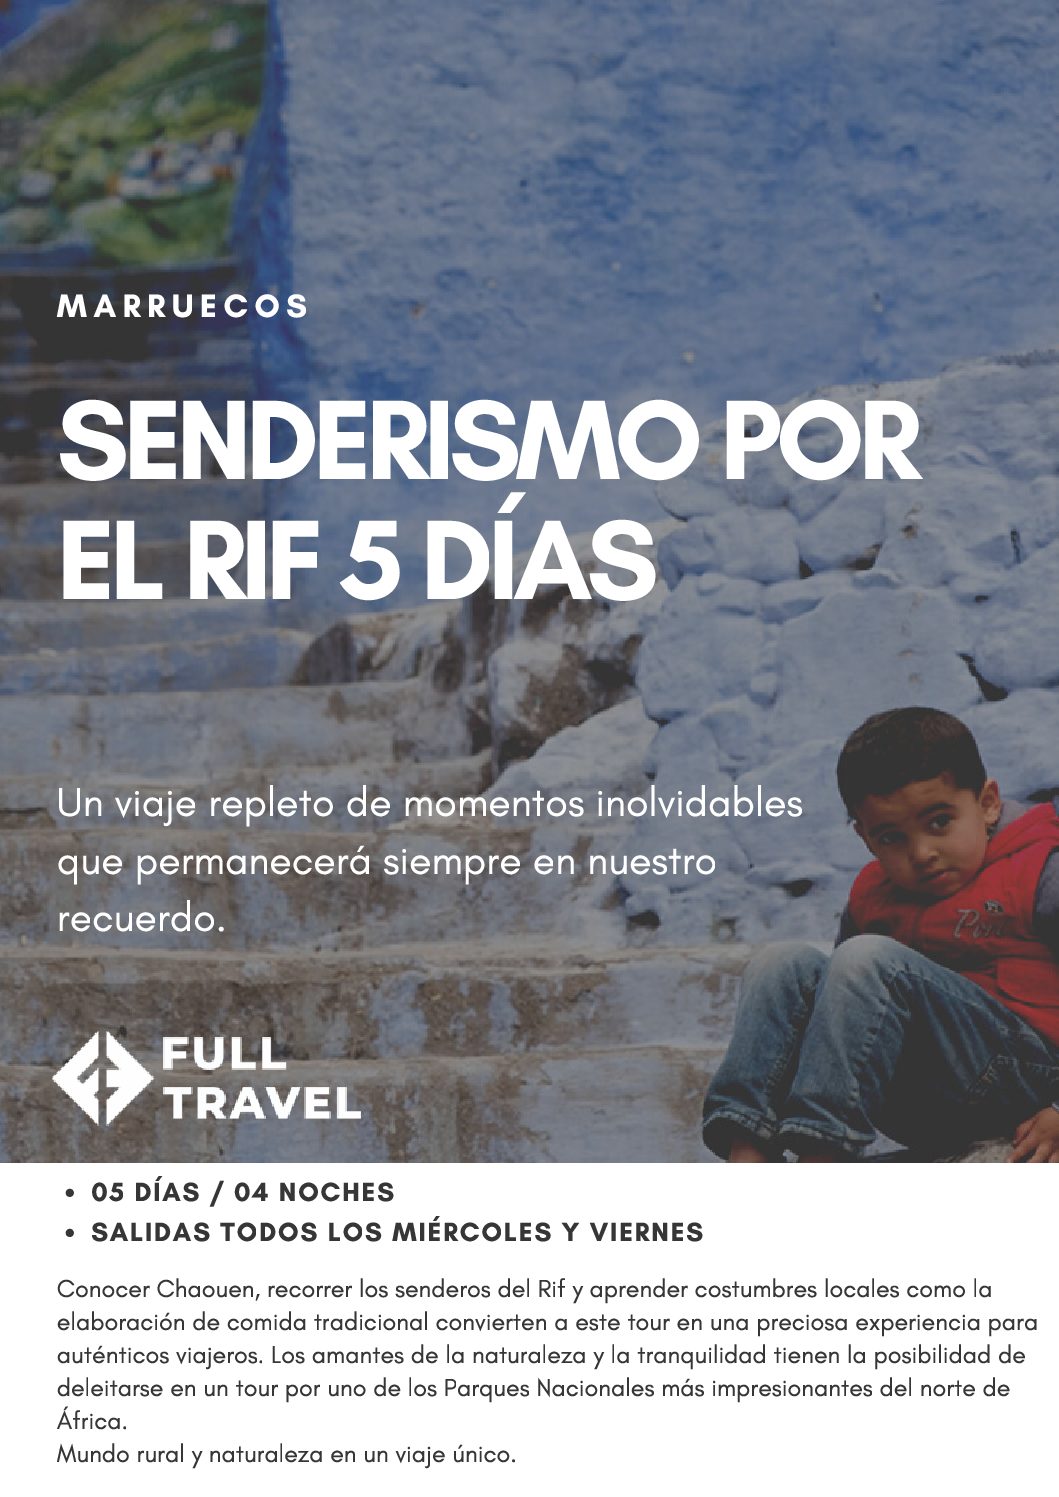 MARRUECOS
SENDERISMO POR
EL RIF 5 DÍAS
Un viaje repleto de momentos inolvidables
que permanecerá siempre en nuestro
recuerdo.
FULL
TRAVEL
• 05 DÍAS / 04 NOCHES
• SALIDAS TODOS LOS MIÉRCOLES Y VIERNES
Conocer Chaouen, recorrer los senderos del Rif y aprender costumbres locales como la
elaboración de comida tradicional convierten a este tour en una preciosa experiencia para
auténticos viajeros. Los amantes de la naturaleza y la tranquilidad tienen la posibilidad de
deleitarse en un tour por uno de los Parques Nacionales más impresionantes del norte de
África.
Mundo rural y naturaleza en un viaje único.